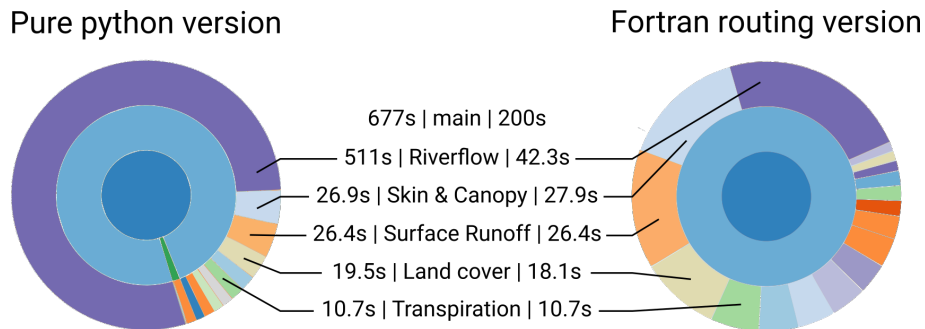 Pure python version
Fortran routing version
677s | main | 200s
511s | Riverflow | 42.3s
26.9s | Skin & Canopy | 27.9s
26.4s | Surface Runoff | 26.4s
19.5s | Land cover | 18.1s
10.7s | Transpiration | 10.7s